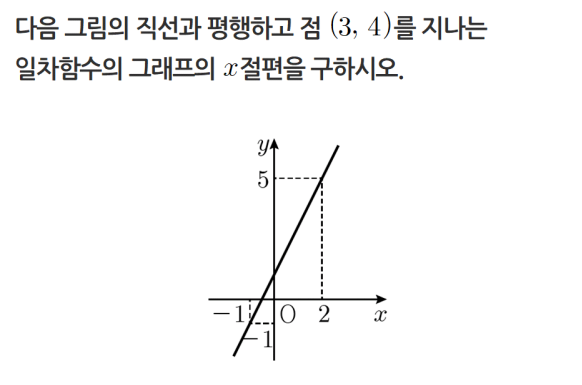 다음 그림의 직선과 평행하고 점 (3, 4)를 지나는
일차함수의 그래프의 x절편을 구하시오.
y
5
−1 O 2 x
−1